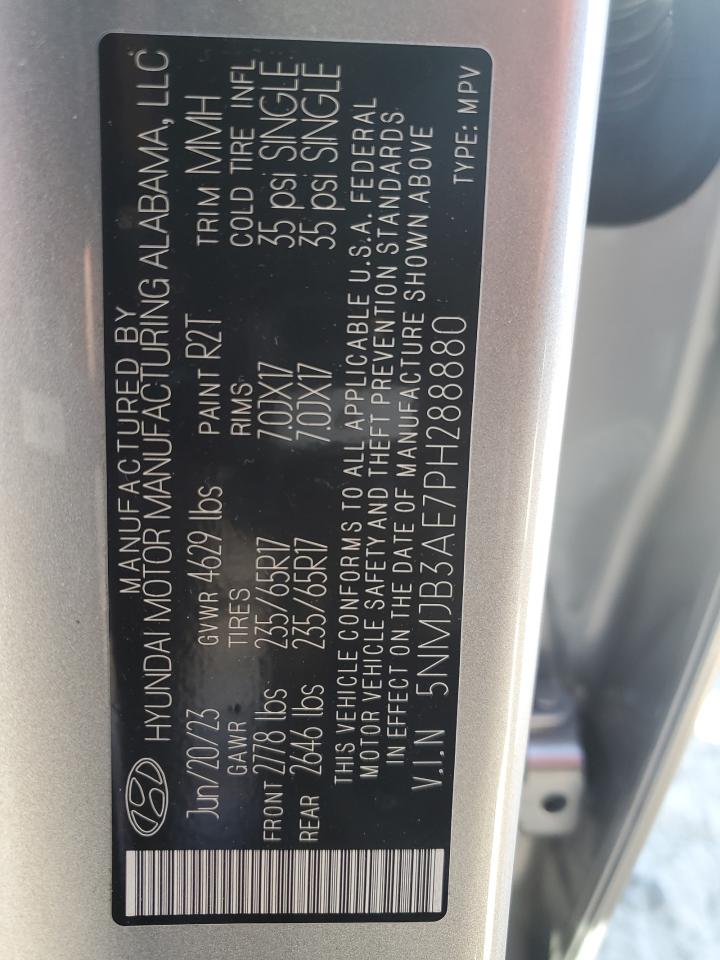 MANUFACTURED BY
HYUNDAI MOTOR MANUFACTURING ALABAMA, LLC
Jun/20/23 GVWR 4629 lbs PAINT R2T TRIM MMH
GAWR TIRES RIMS COLD TIRE INFL
FRONT 2778 lbs 235/65R17 7.0JX17 35 psi SINGLE
REAR 2646 lbs 235/65R17 7.0JX17 35 psi SINGLE
THIS VEHICLE CONFORMS TO ALL APPLICABLE U.S.A. FEDERAL
MOTOR VEHICLE SAFETY AND THEFT PREVENTION STANDARDS
IN EFFECT ON THE DATE OF MANUFACTURE SHOWN ABOVE
V.I.N 5NMJB3AE7PH288880
TYPE: MPV